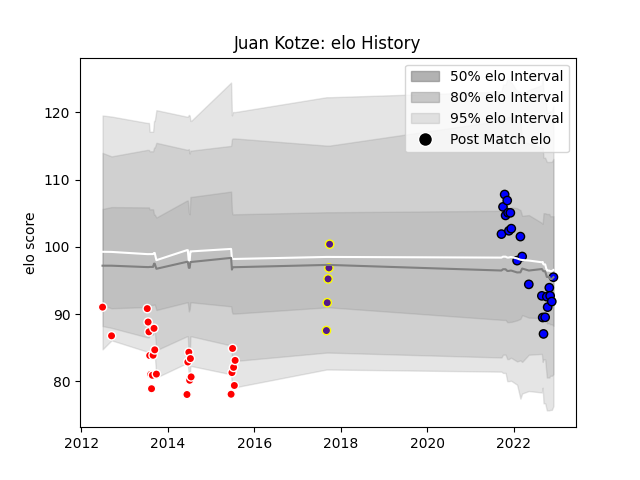 Juan Kotze: elo History
50% elo Interval
80% elo Interval
95% elo Interval
Post Match elo
elo score
120
110
100
90
80
2012
2014
2016
2018
2020
2022